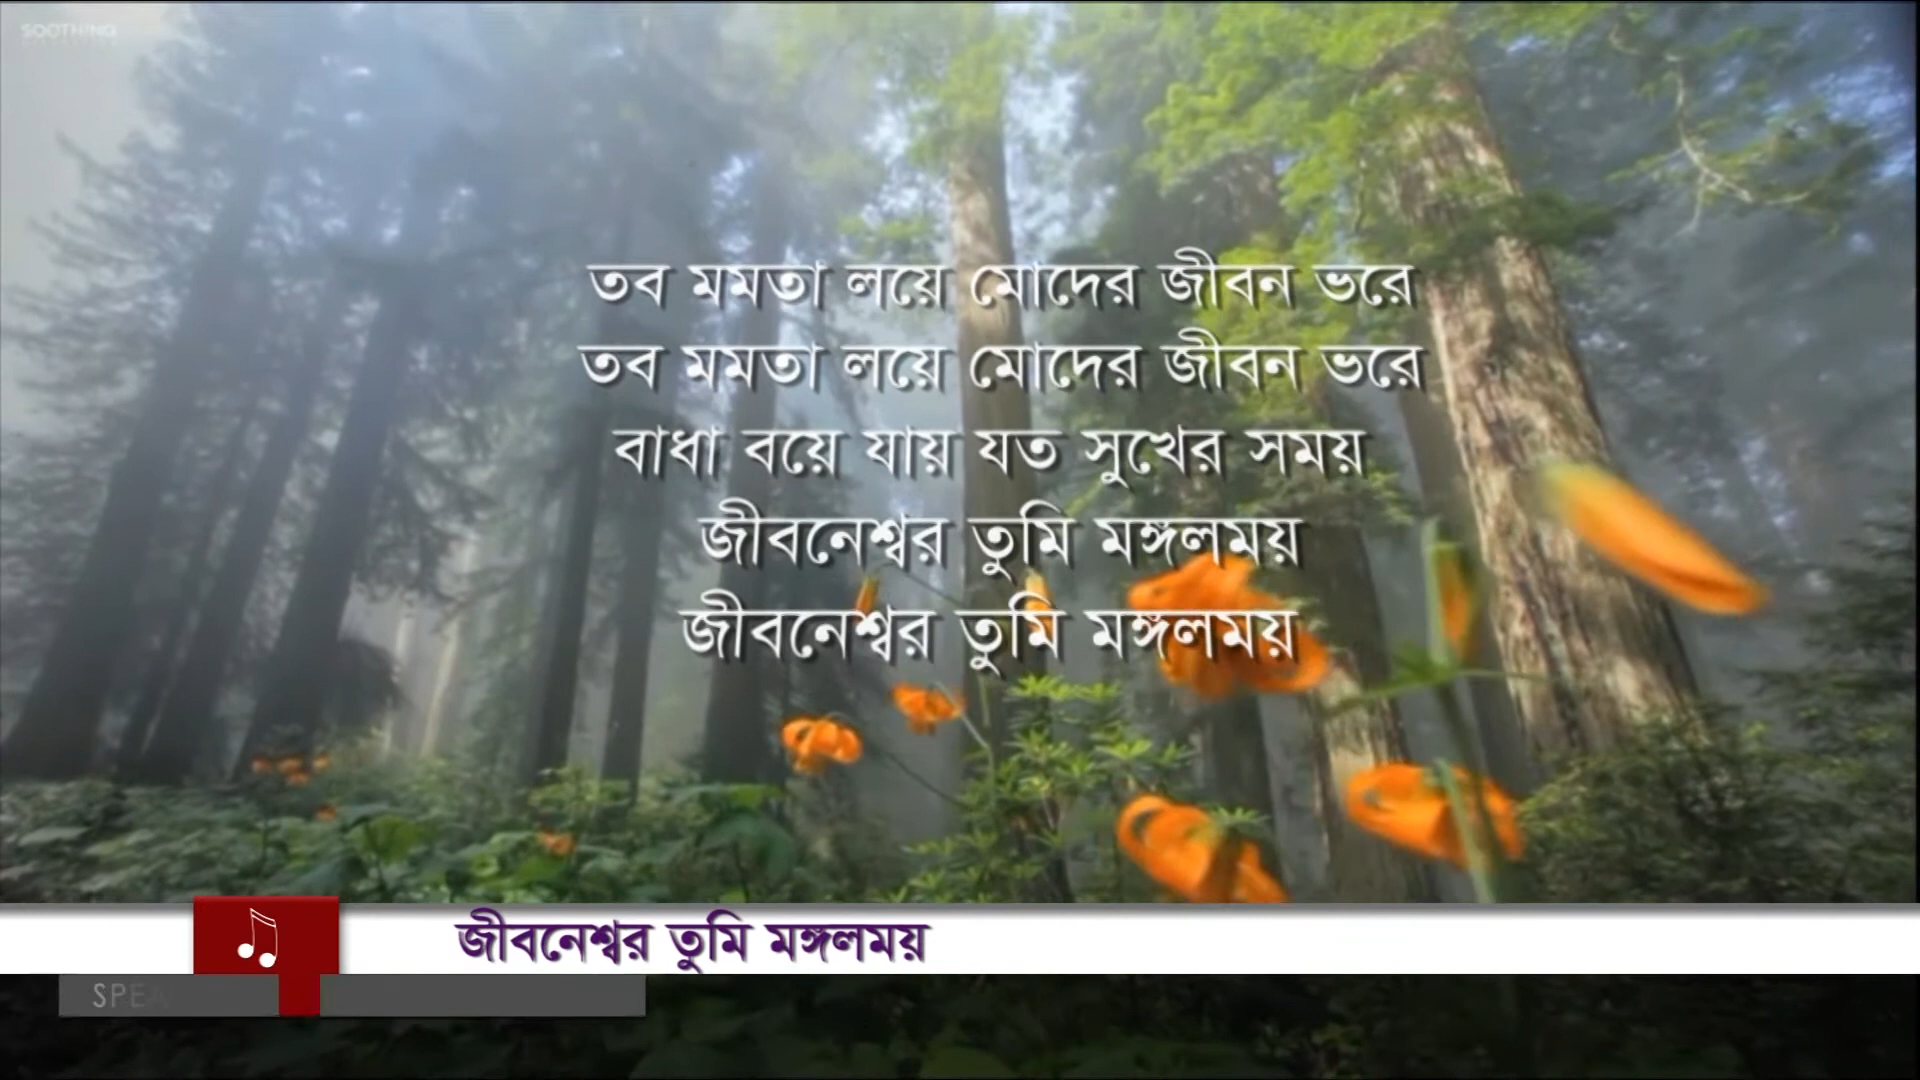 SOOTHING
তব মমতা লয়ে মোদের জীবন ভরে
তব মমতা লয়ে মোদের জীবন ভরে
বাধা বয়ে যায় যত সুখের সময়
জীবনেশ্বর তুমি মঙ্গলময়
জীবনেশ্বর তুমি মঙ্গলময়
জীবনেশ্বর তুমি মঙ্গলময়